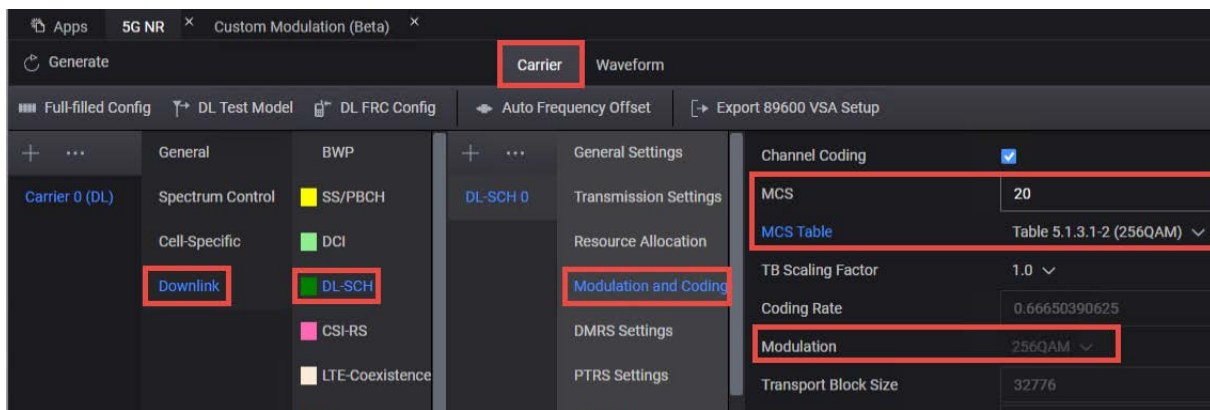 Apps 5G NR × Custom Modulation (Beta) ×
Generate Carrier Waveform
Full-filled Config DL Test Model DL FRC Config Auto Frequency Offset Export 89600 VSA Setup
+ ... General BWP + ... General Settings Channel Coding
Carrier 0 (DL) Spectrum Control SS/PBCH DL-SCH 0 Transmission Settings MCS 20
Cell-Specific DCI Resource Allocation MCS Table Table 5.1.3.1-2 (256QAM)
Downlink DL-SCH Modulation and Coding TB Scaling Factor 1.0
CSI-RS DMRS Settings Coding Rate 0.66650390625
LTE-Coexistence PTRS Settings Modulation 256QAM
Transport Block Size 32776